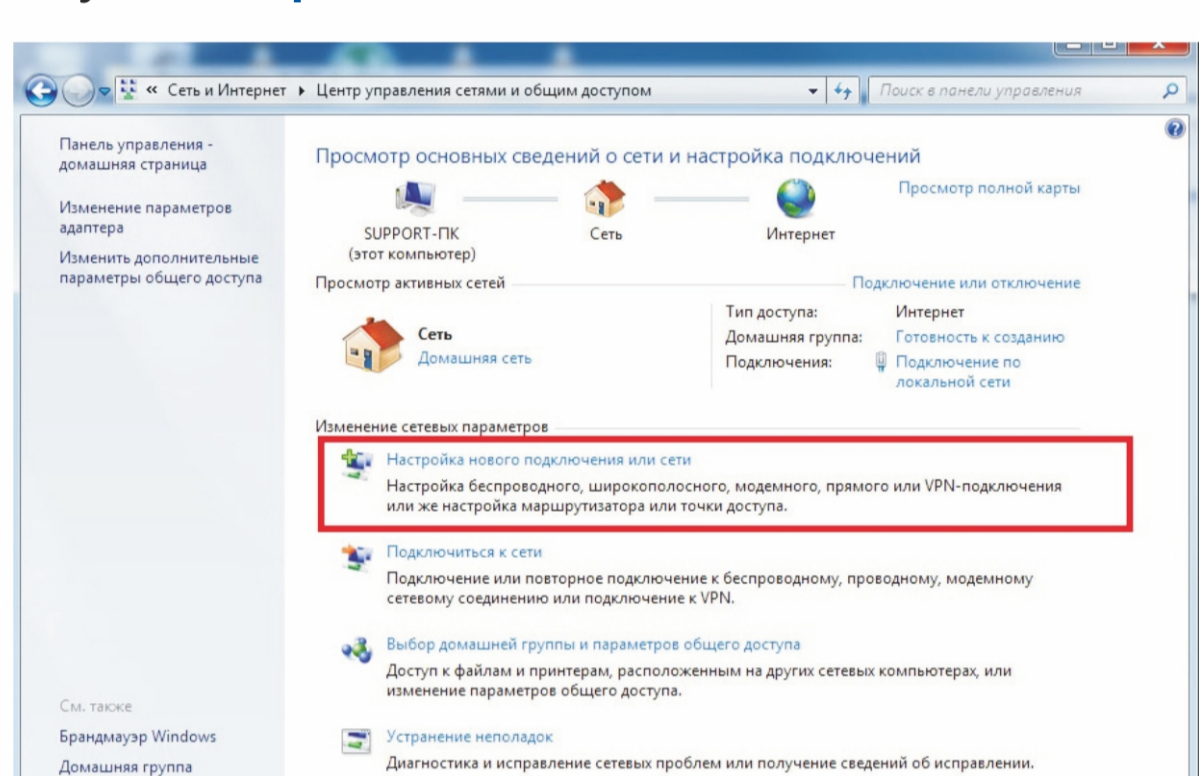 « Сеть и Интернет ▸ Центр управления сетями и общим доступом
Поиск в панели управления
Панель управления -
домашняя страница
Изменение параметров
адаптера
Изменить дополнительные
параметры общего доступа
См. также
Брандмауэр Windows
Домашняя группа
Просмотр основных сведений о сети и настройка подключений
Просмотр полной карты
SUPPORT-ПК
(этот компьютер)
Сеть
Интернет
Просмотр активных сетей
Подключение или отключение
Сеть
Домашняя сеть
Тип доступа: Интернет
Домашняя группа: Готовность к созданию
Подключения: Подключение по
локальной сети
Изменение сетевых параметров
Настройка нового подключения или сети
Настройка беспроводного, широкополосного, модемного, прямого или VPN-подключения
или же настройка маршрутизатора или точки доступа.
Подключиться к сети
Подключение или повторное подключение к беспроводному, проводному, модемному
сетевому соединению или подключение к VPN.
Выбор домашней группы и параметров общего доступа
Доступ к файлам и принтерам, расположенным на других сетевых компьютерах, или
изменение параметров общего доступа.
Устранение неполадок
Диагностика и исправление сетевых проблем или получение сведений об исправлении.